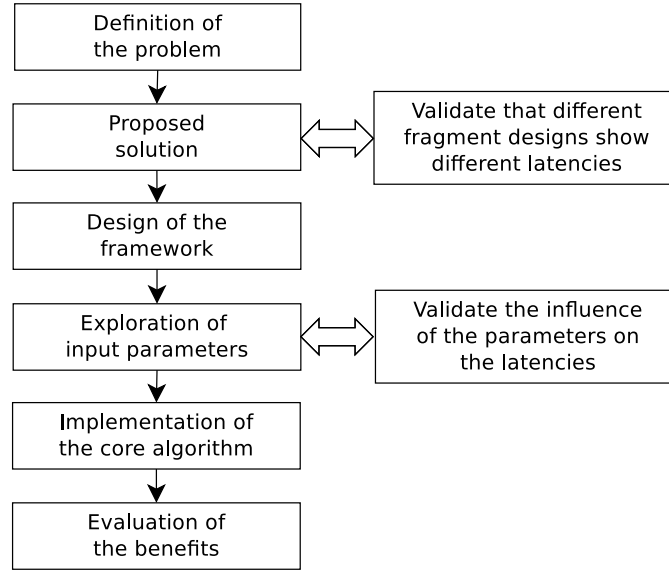 Definition of
the problem
Proposed
solution
Validate that different
fragment designs show
different latencies
Design of the
framework
Exploration of
input parameters
Validate the influence
of the parameters on
the latencies
Implementation of
the core algorithm
Evaluation of
the benefits